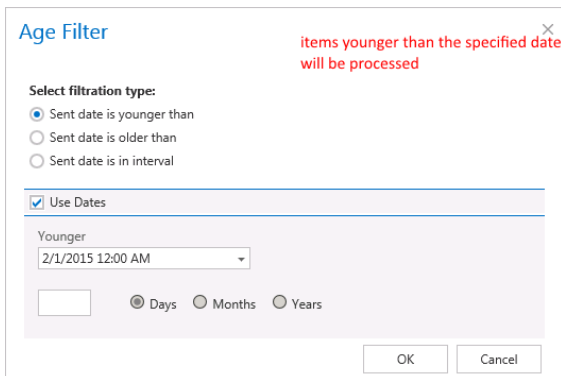 Age Filter
items younger than the specified date
will be processed
Select filtration type:
Sent date is younger than
Sent date is older than
Sent date is in interval
Use Dates
Younger
2/1/2015 12:00 AM
Days Months Years
OK Cancel